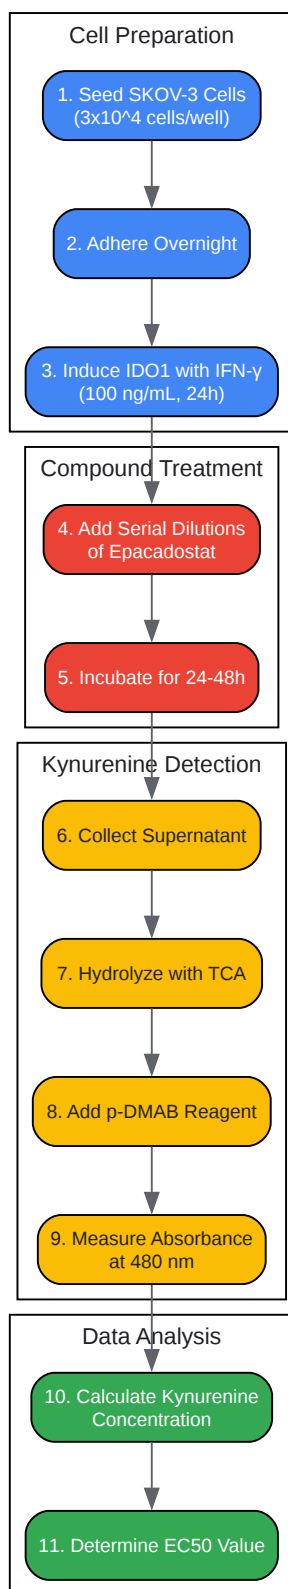 Cell Preparation
1. Seed SKOV-3 Cells
(3x10^4 cells/well)
2. Adhere Overnight
3. Induce IDO1 with IFN-γ
(100 ng/mL, 24h)
Compound Treatment
4. Add Serial Dilutions
of Epacadostat
5. Incubate for 24-48h
Kynurenine Detection
6. Collect Supernatant
7. Hydrolyze with TCA
8. Add p-DMAB Reagent
9. Measure Absorbance
at 480 nm
Data Analysis
10. Calculate Kynurenine
Concentration
11. Determine EC50 Value